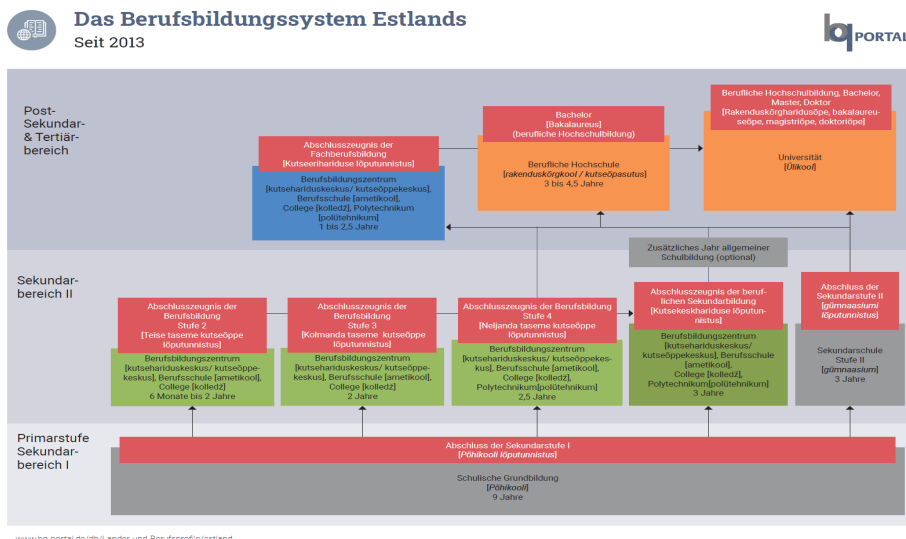 Das Berufsbildungssystem Estlands
Seit 2013
bq PORTAL
Post-
Sekundar-
& Tertiär-
bereich
Abschlusszeugnis der
Fachberufsbildung
[Kutseerihariduse lõputunnistus]
Berufsbildungszentrum
[kutsehariduskeskus/ kutseõppekeskus],
Berufsschule [ametikool],
College [kolledž], Polytechnikum
[polütehnikum]
1 bis 2,5 Jahre
Bachelor
[Bakalaureus]
(berufliche Hochschulbildung)
Berufliche Hochschule
[rakenduskõrgkool / kutseõpasutus]
3 bis 4,5 Jahre
Berufliche Hochschulbildung, Bachelor,
Master, Doktor
[Rakenduskõrgharidusõpe, bakalaureu-
seõpe, magistriõpe, doktoriõpe]
Universität
[Ülikool]
Zusätzliches Jahr allgemeiner
Schulbildung (optional)
Sekundar-
bereich II
Abschlusszeugnis der
Berufsbildung
Stufe 2
[Teise taseme kutseõppe
lõputunnistus]
Berufsbildungszentrum
[kutsehariduskeskus/ kutseõppe-
keskus], Berufsschule [ametikool],
College [kolledž]
6 Monate bis 2 Jahre
Abschlusszeugnis der
Berufsbildung
Stufe 3
[Kolmanda taseme kutseõppe
lõputunnistus]
Berufsbildungszentrum
[kutsehariduskeskus/ kutseõppe-
keskus], Berufsschule [ametikool],
College [kolledž]
2 Jahre
Abschlusszeugnis der Berufsbildung
Stufe 4
[Neljanda taseme kutseõppe
lõputunnistus]
Berufsbildungszentrum
[kutsehariduskeskus/ kutseõppekes-
kus], Berufsschule [ametikool],
College [kolledž],
Polytechnikum[polütehnikum]
2,5 Jahre
Abschlusszeugnis der beruf-
lichen Sekundarbildung
[Kutsekeskhariduse lõputun-
nistus]
Berufsbildungszentrum
[kutsehariduskeskus/
kutseõppekeskus], Berufsschule
[ametikool],
College [kolledž],
Polytechnikum[polütehnikum]
3 Jahre
Abschluss der
Sekundarstufe II
[gümnaasiumi
lõputunnistus]
Sekundarschule
Stufe II
[gümnaasium]
3 Jahre
Primarstufe
Sekundar-
bereich I
Abschluss der Sekundarstufe I
[Põhikooli lõputunnistus]
Schulische Grundbildung
[Põhikooli]
9 Jahre